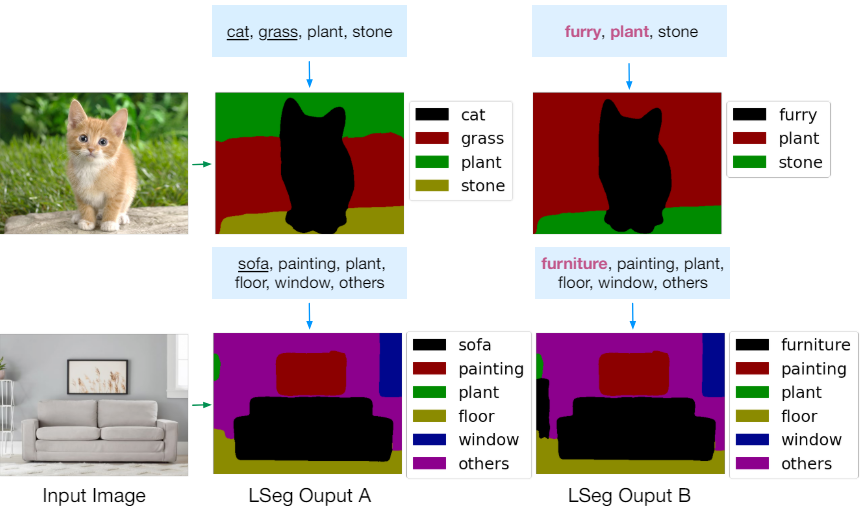 cat, grass, plant, stone
furry, plant, stone
cat
grass
plant
stone
furry
plant
stone
sofa, painting, plant,
floor, window, others
furniture, painting, plant,
floor, window, others
sofa
painting
plant
floor
window
others
furniture
painting
plant
floor
window
others
Input Image
LSeg Ouput A
LSeg Ouput B